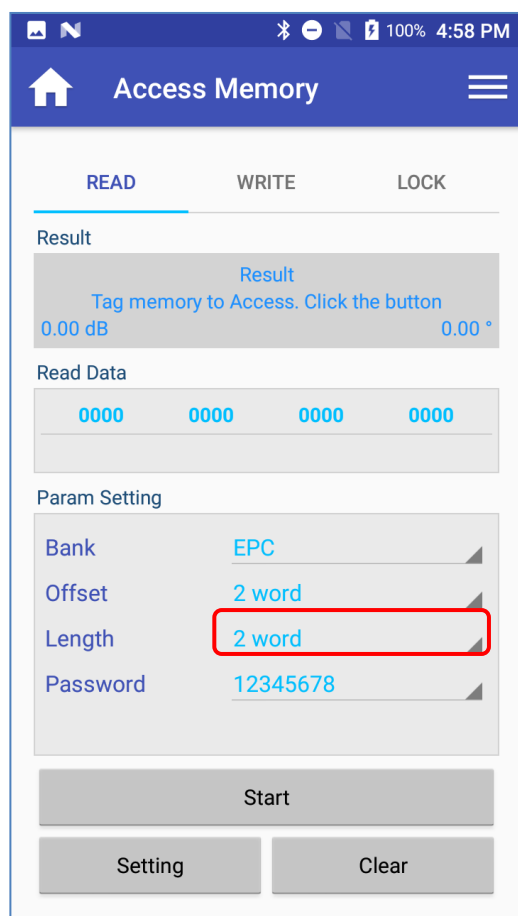 100% 4:58 PM
Access Memory
READ WRITE LOCK
Result
Result
Tag memory to Access. Click the button
0.00 dB 0.00 °
Read Data
0000 0000 0000 0000
Param Setting
Bank EPC
Offset 2 word
Length 2 word
Password 12345678
Start
Setting Clear